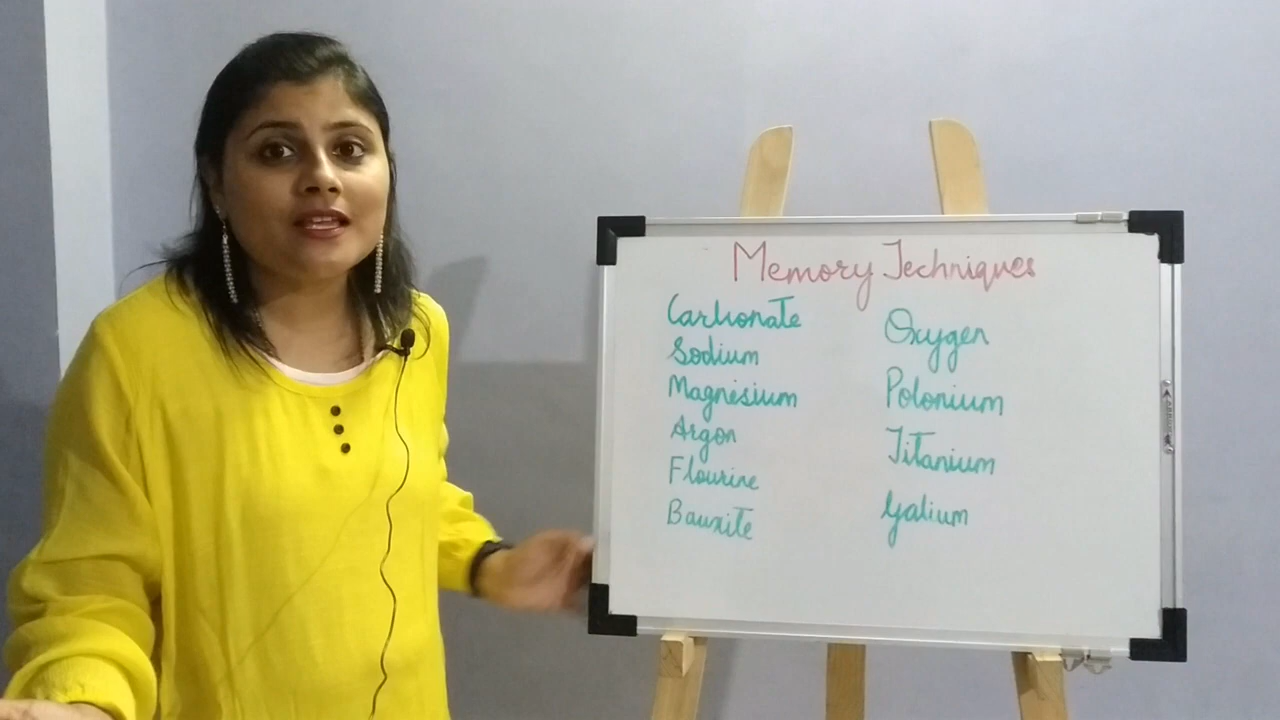 Memory Techniques
Carbonate
Sodium
Magnesium
Argon
Flourine
Bauxite
Oxygen
Polonium
Titanium
Galium